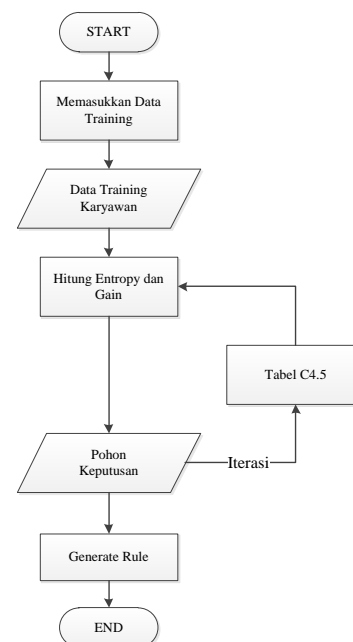 START
Memasukkan Data
Training
Data Training
Karyawan
Hitung Entropy dan
Gain
Tabel C4.5
Pohon
Keputusan
Iterasi
Generate Rule
END